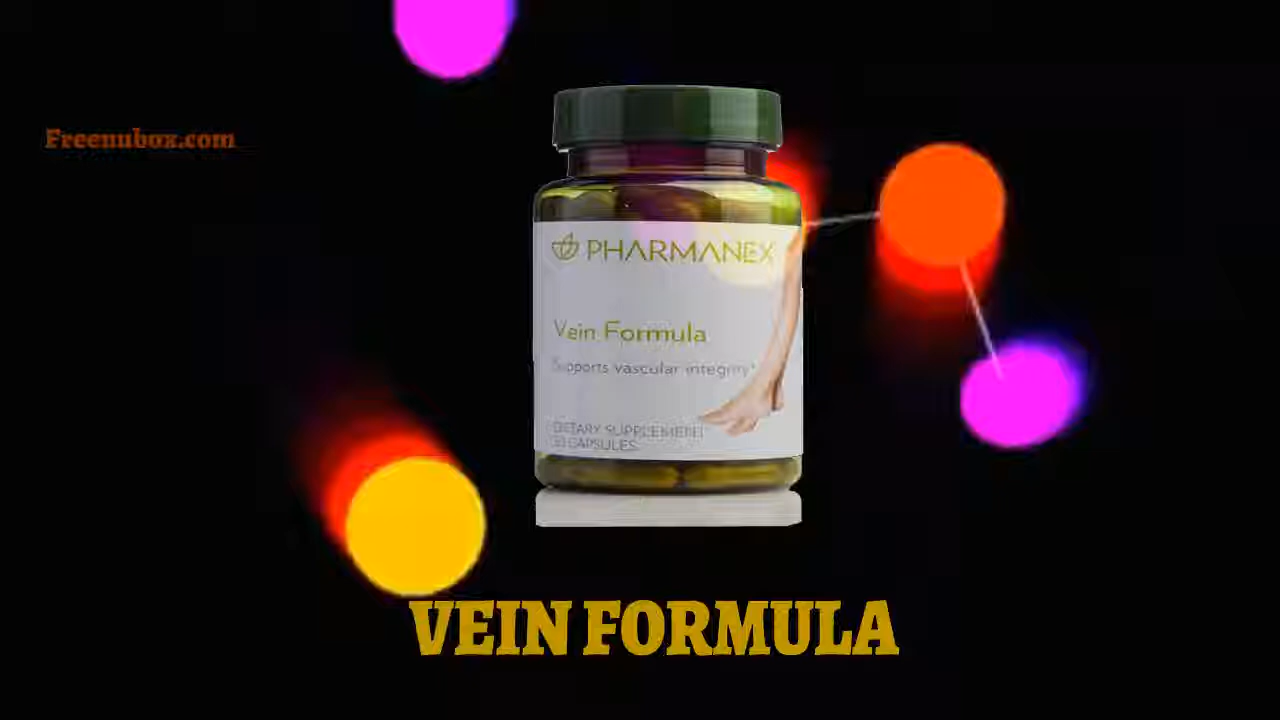 Freenubox.com
PHARMANEX
Vein Formula
Supports vascular integrity*
DIETARY SUPPLEMENT
CAPSULES
VEIN FORMULA